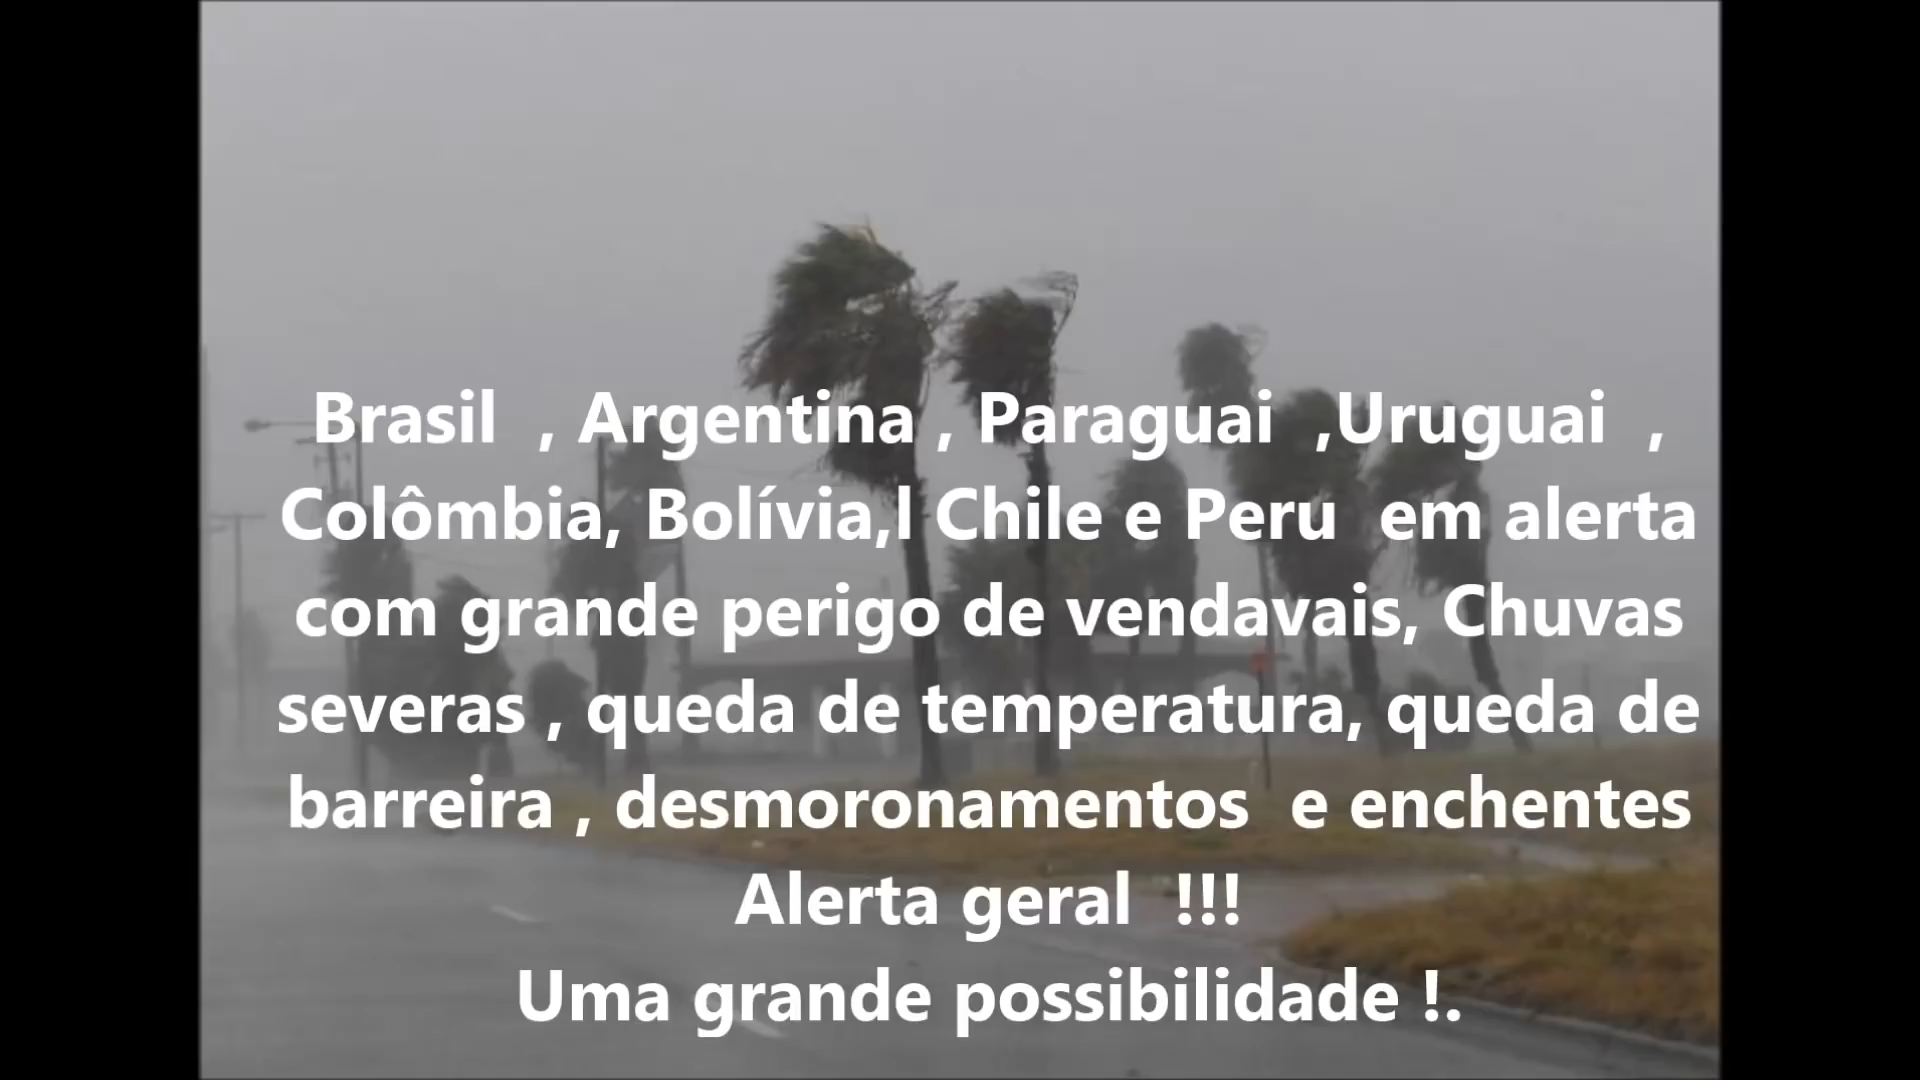 Brasil , Argentina , Paraguai ,Uruguai ,
Colômbia, Bolívia,l Chile e Peru em alerta
com grande perigo de vendavais, Chuvas
severas , queda de temperatura, queda de
barreira , desmoronamentos e enchentes
Alerta geral !!!
Uma grande possibilidade !.